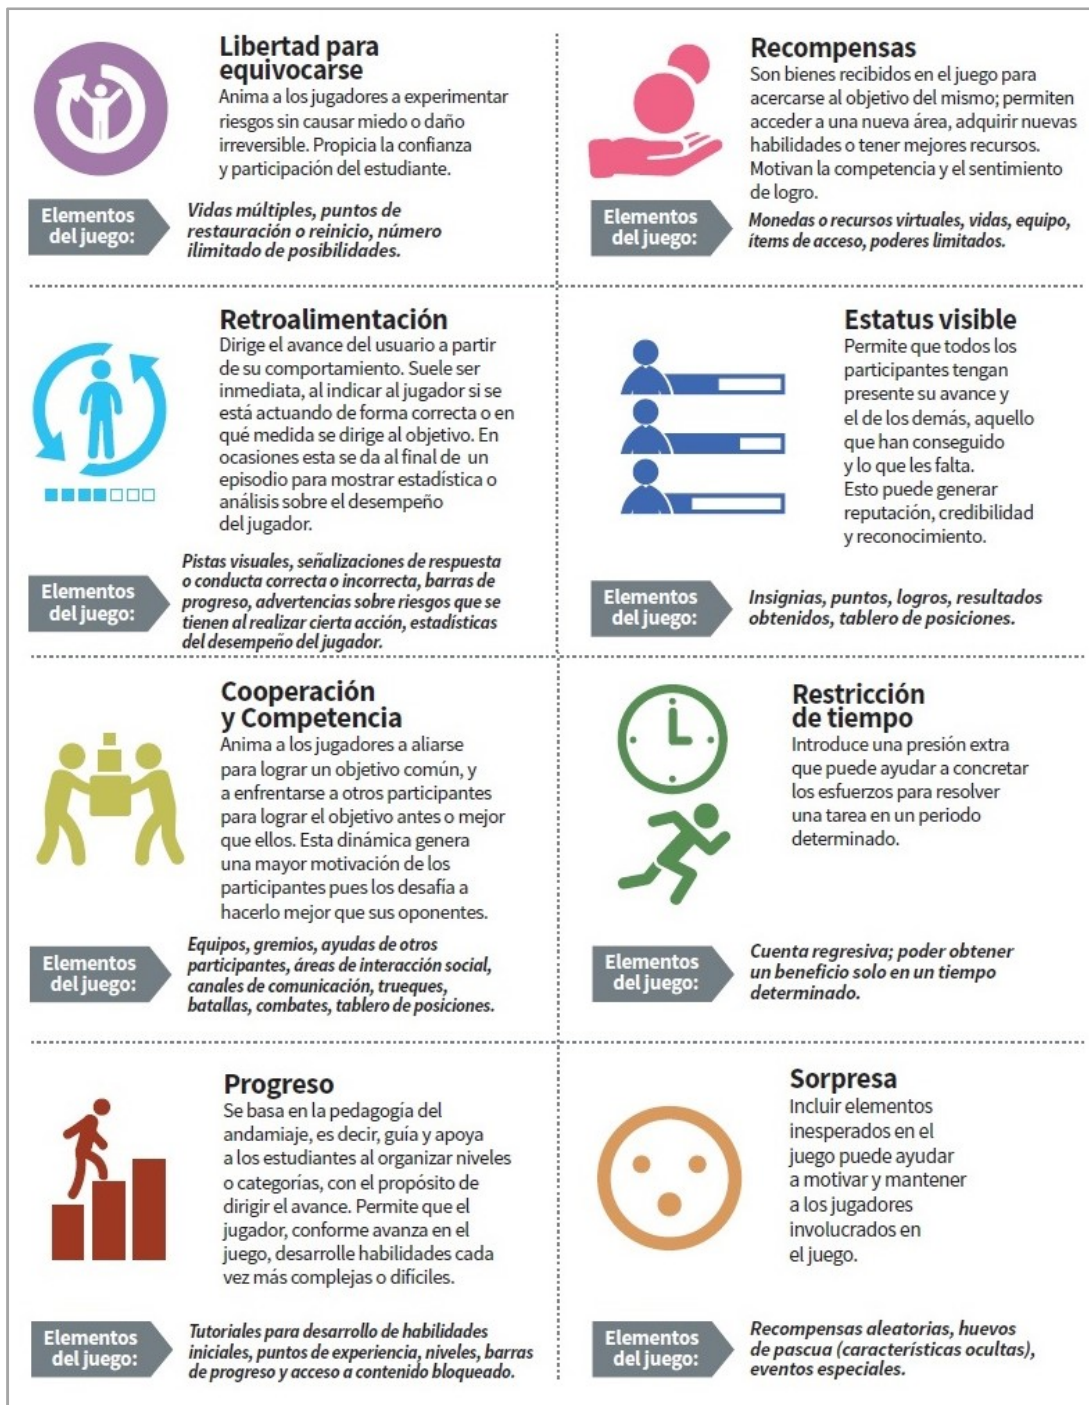 Libertad para
equivocarse
Anima a los jugadores a experimentar
riesgos sin causar miedo o daño
irreversible. Propicia la confianza
y participación del estudiante.
Elementos
del juego:
Vidas múltiples, puntos de
restauración o reinicio, número
ilimitado de posibilidades.
Recompensas
Son bienes recibidos en el juego para
acercarse al objetivo del mismo; permiten
acceder a una nueva área, adquirir nuevas
habilidades o tener mejores recursos.
Motivan la competencia y el sentimiento
de logro.
Elementos
del juego:
Monedas o recursos virtuales, vidas, equipo,
ítems de acceso, poderes limitados.
Retroalimentación
Dirige el avance del usuario a partir
de su comportamiento. Suele ser
inmediata, al indicar al jugador si se
está actuando de forma correcta o en
qué medida se dirige al objetivo. En
ocasiones esta se da al final de un
episodio para mostrar estadística o
análisis sobre el desempeño
del jugador.
Elementos
del juego:
Pistas visuales, señalizaciones de respuesta
o conducta correcta o incorrecta, barras de
progreso, advertencias sobre riesgos que se
tienen al realizar cierta acción, estadísticas
del desempeño del jugador.
Estatus visible
Permite que todos los
participantes tengan
presente su avance y
el de los demás, aquello
que han conseguido
y lo que les falta.
Esto puede generar
reputación, credibilidad
y reconocimiento.
Elementos
del juego:
Insignias, puntos, logros, resultados
obtenidos, tablero de posiciones.
Cooperación
y Competencia
Anima a los jugadores a aliarse
para lograr un objetivo común, y
a enfrentarse a otros participantes
para lograr el objetivo antes o mejor
que ellos. Esta dinámica genera
una mayor motivación de los
participantes pues los desafía a
hacerlo mejor que sus oponentes.
Elementos
del juego:
Equipos, gremios, ayudas de otros
participantes, áreas de interacción social,
canales de comunicación, trueques,
batallas, combates, tablero de posiciones.
Restricción
de tiempo
Introduce una presión extra
que puede ayudar a concretar
los esfuerzos para resolver
una tarea en un periodo
determinado.
Elementos
del juego:
Cuenta regresiva; poder obtener
un beneficio solo en un tiempo
determinado.
Progreso
Se basa en la pedagogía del
andamiaje, es decir, guía y apoya
a los estudiantes al organizar niveles
o categorías, con el propósito de
dirigir el avance. Permite que el
jugador, conforme avanza en el
juego, desarrolle habilidades cada
vez más complejas o difíciles.
Elementos
del juego:
Tutoriales para desarrollo de habilidades
iniciales, puntos de experiencia, niveles, barras
de progreso y acceso a contenido bloqueado.
Sorpresa
Incluir elementos
inesperados en el
juego puede ayudar
a motivar y mantener
a los jugadores
involucrados en
el juego.
Elementos
del juego:
Recompensas aleatorias, huevos
de pascua (características ocultas),
eventos especiales.